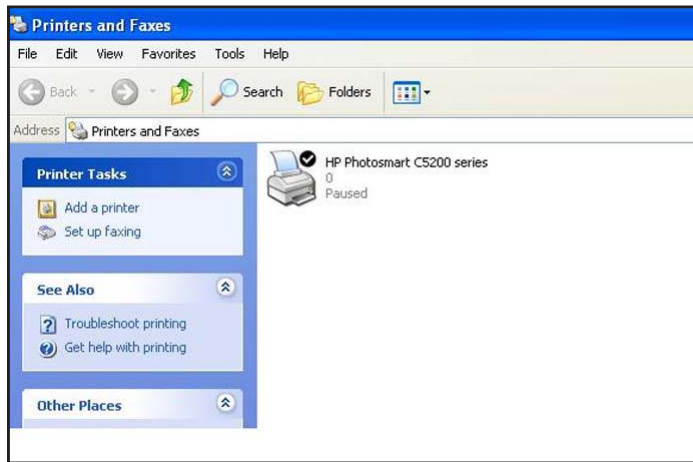 Printers and Faxes
File Edit View Favorites Tools Help
Back Search Folders
Address Printers and Faxes
Printer Tasks
Add a printer
Set up faxing
See Also
Troubleshoot printing
Get help with printing
Other Places
HP Photosmart C5200 series
0
Paused